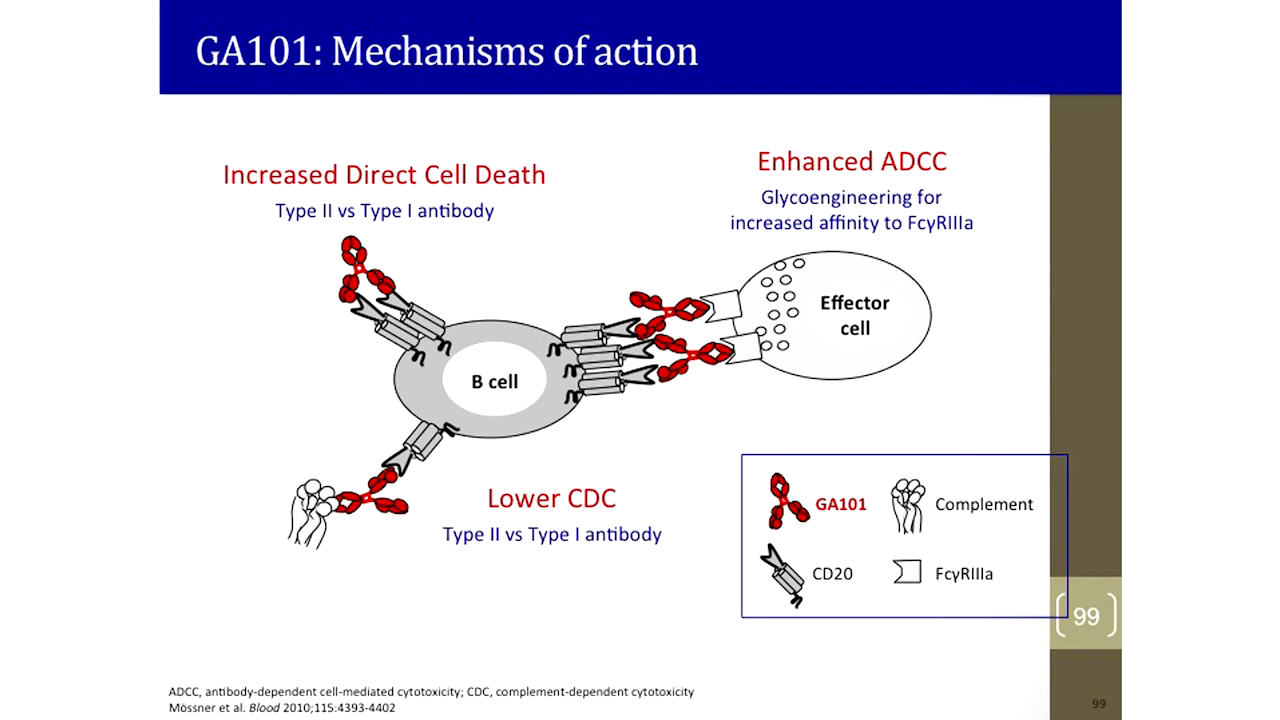 GA101: Mechanisms of action
Increased Direct Cell Death
Type II vs Type I antibody
Enhanced ADCC
Glycoengineering for
increased affinity to FcγRIIIa
Effector
cell
B cell
Lower CDC
Type II vs Type I antibody
GA101
Complement
CD20
FcγRIIIa
99
ADCC, antibody-dependent cell-mediated cytotoxicity; CDC, complement-dependent cytotoxicity
Mössner et al. Blood 2010;115:4393-4402
99